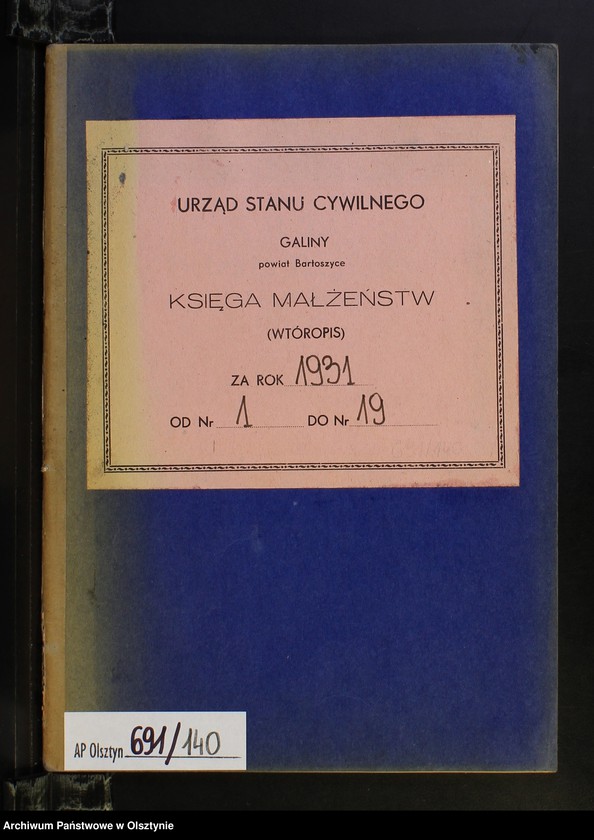 URZĄD STANU CYWILNEGO
GALINY
powiat Bartoszyce
KSIĘGA MAŁŻEŃSTW
(WTÓROPIS)
ZA ROK 1931
OD Nr 1 DO Nr 19
AP Olsztyn 691/140
Archiwum Państwowe w Olsztynie